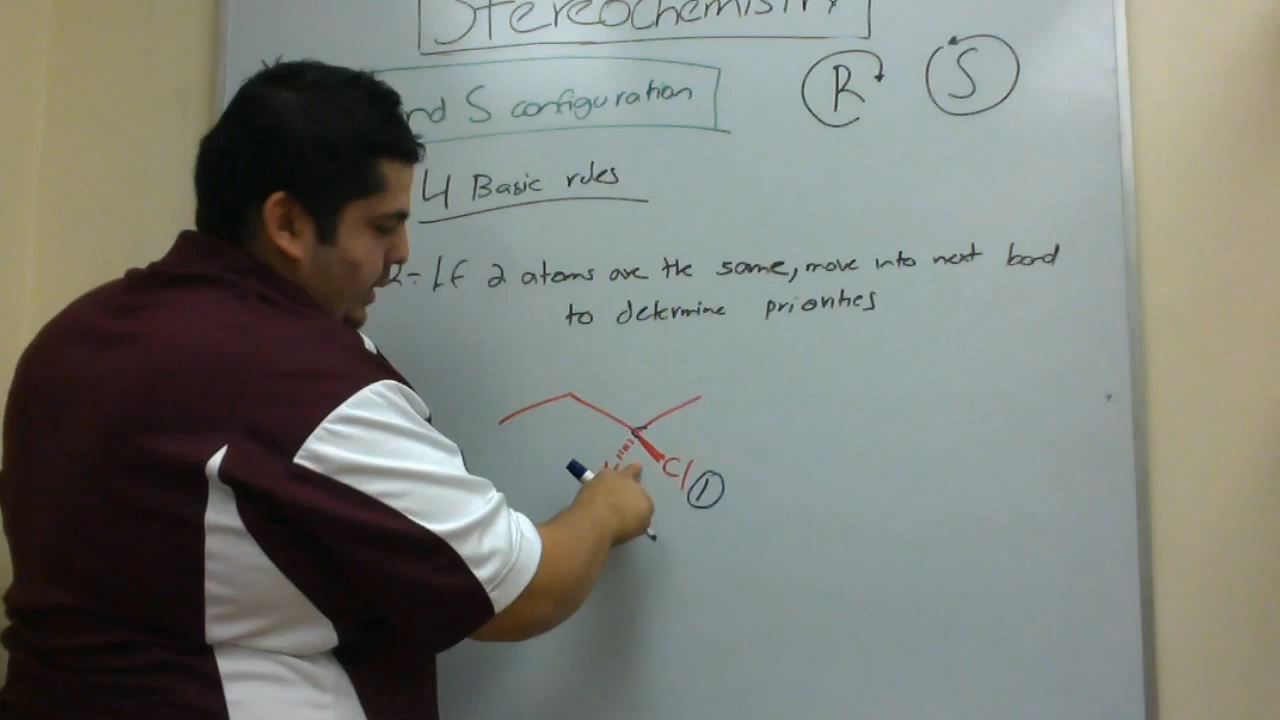 Stereochemistry
R
S
nd S configuration
4 Basic rules
2- If 2 atoms are the same, move into next bond
to determine priorities
Cl
1